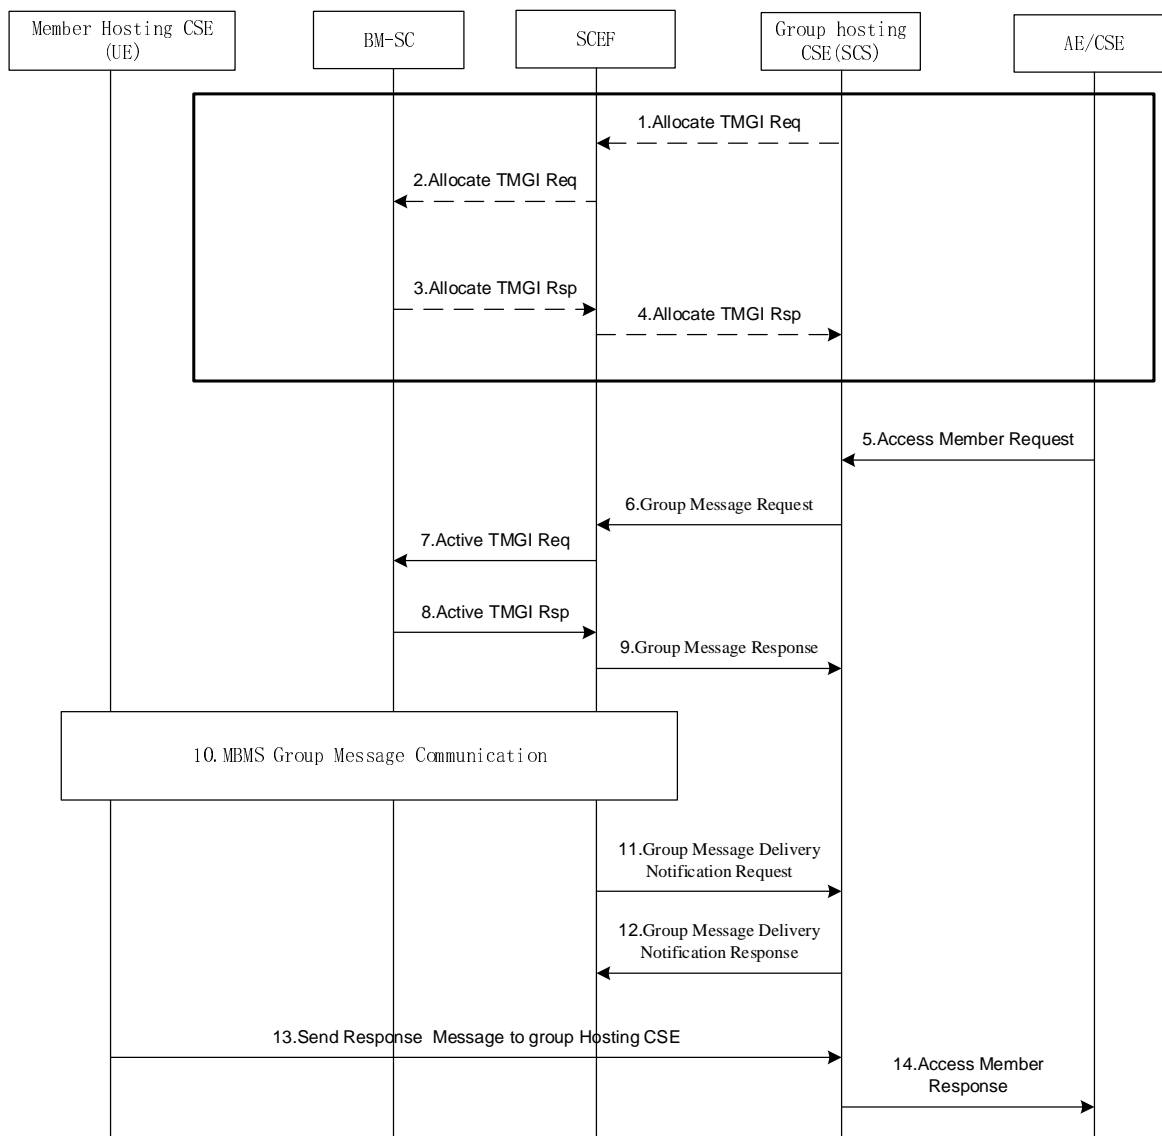 Member Hosting CSE
(UE)
BM-SC
SCEF
Group hosting
CSE(SCS)
AE/CSE
1.Allocate TMGI Req
2.Allocate TMGI Req
3.Allocate TMGI Rsp
4.Allocate TMGI Rsp
5.Access Member Request
6.Group Message Request
7.Active TMGI Req
8.Active TMGI Rsp
9.Group Message Response
10.MBMS Group Message Communication
11.Group Message Delivery
Notification Request
12.Group Message Delivery
Notification Response
13.Send Response Message to group Hosting CSE
14.Access Member
Response